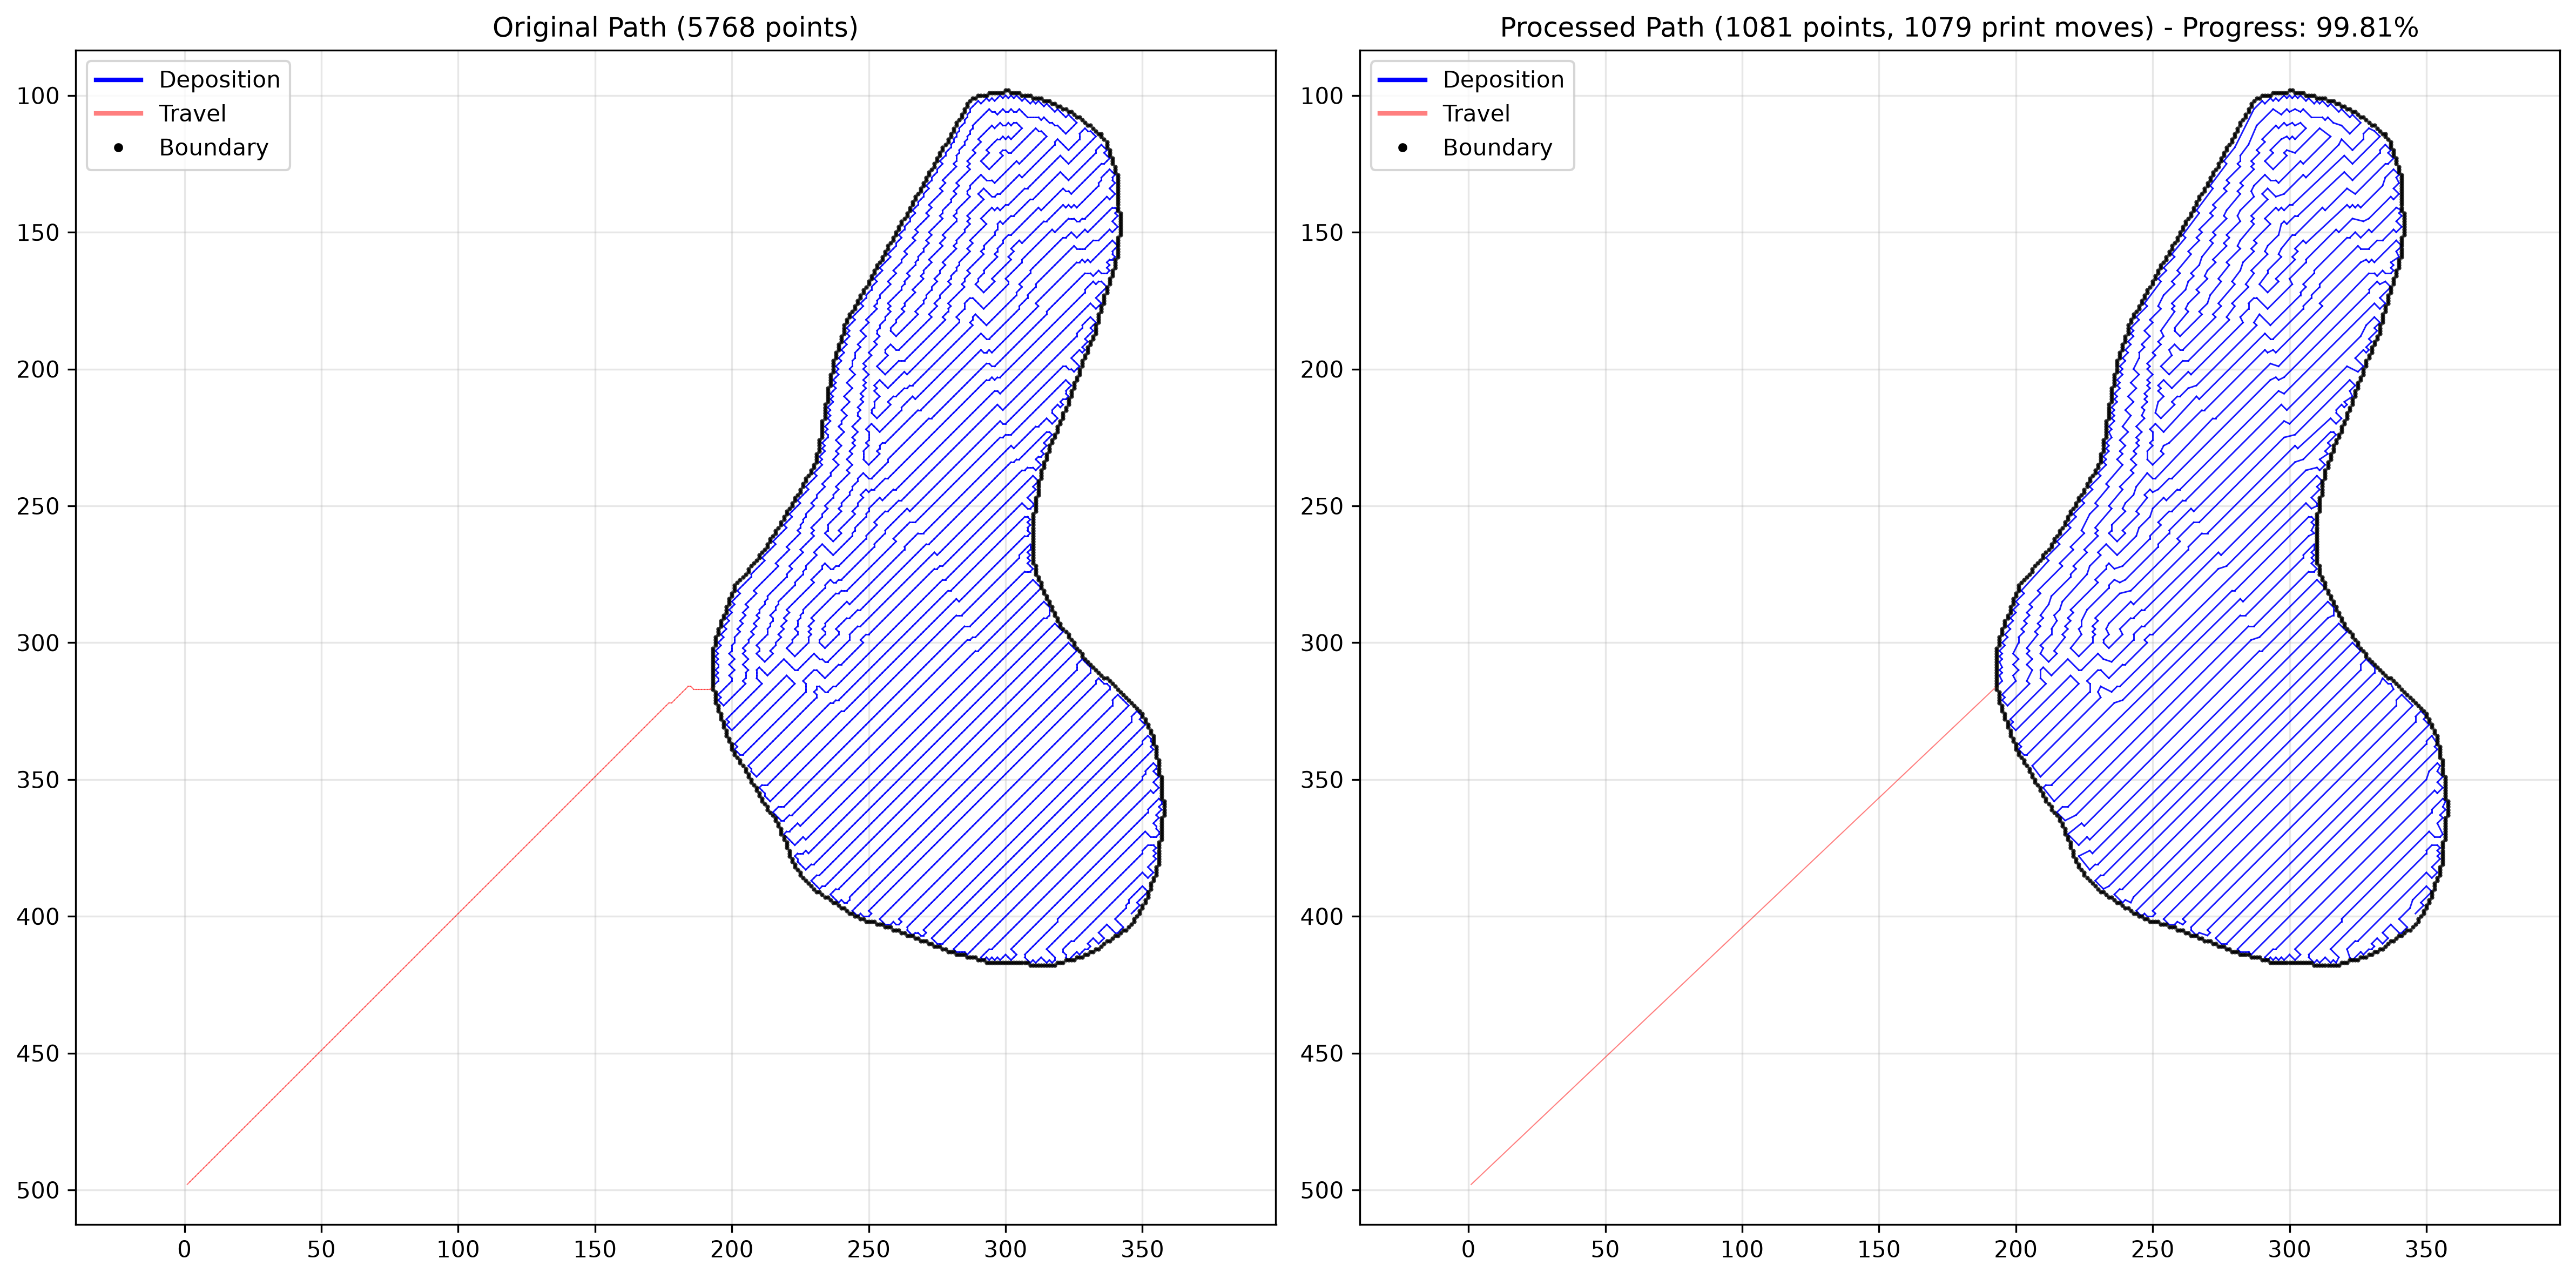 Original Path (5768 points)
Deposition
Travel
Boundary
100
150
200
250
300
350
400
450
500
0 50 100 150 200 250 300 350
Processed Path (1081 points, 1079 print moves) - Progress: 99.81%
Deposition
Travel
Boundary
100
150
200
250
300
350
400
450
500
0 50 100 150 200 250 300 350